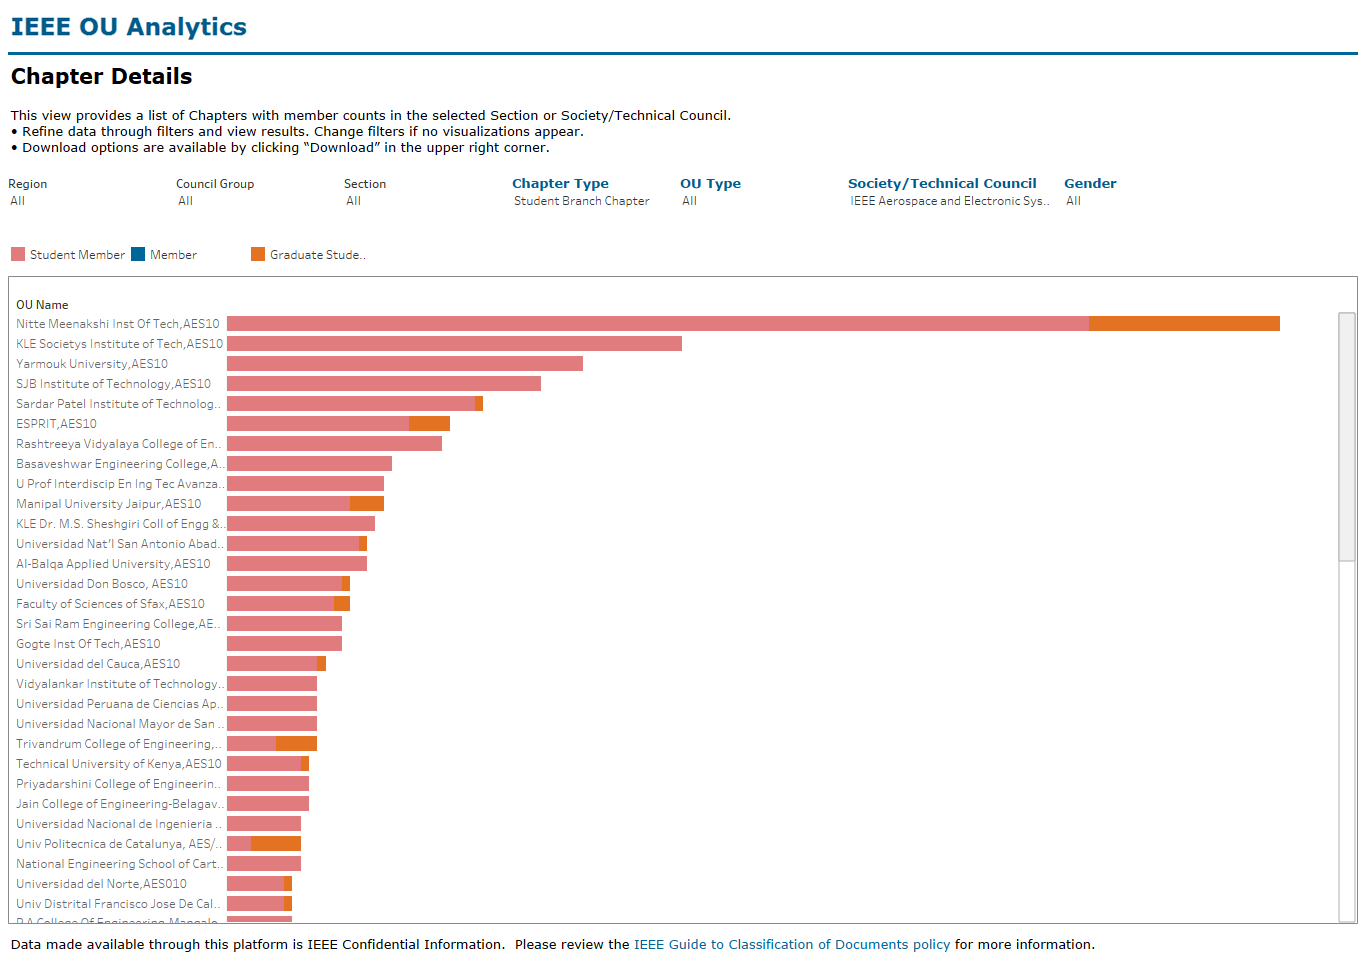 IEEE OU Analytics
Chapter Details
This view provides a list of Chapters with member counts in the selected Section or Society/Technical Council.
• Refine data through filters and view results. Change filters if no visualizations appear.
• Download options are available by clicking “Download” in the upper right corner.
Region Council Group Section Chapter Type OU Type Society/Technical Council Gender
All All All Student Branch Chapter All IEEE Aerospace and Electronic Sys.. All
Student Member Member Graduate Stude..
OU Name
Nitte Meenakshi Inst Of Tech,AES10
KLE Societys Institute of Tech,AES10
Yarmouk University,AES10
SJB Institute of Technology,AES10
Sardar Patel Institute of Technolog..
ESPRIT,AES10
Rashtreeya Vidyalaya College of En..
Basaveshwar Engineering College,A..
U Prof Interdiscip En Ing Tec Avanza..
Manipal University Jaipur,AES10
KLE Dr. M.S. Sheshgiri Coll of Engg &..
Universidad Nat'l San Antonio Abad..
Al-Balqa Applied University,AES10
Universidad Don Bosco, AES10
Faculty of Sciences of Sfax,AES10
Sri Sai Ram Engineering College,AE..
Gogte Inst Of Tech,AES10
Universidad del Cauca,AES10
Vidyalankar Institute of Technology..
Universidad Peruana de Ciencias Ap..
Universidad Nacional Mayor de San ..
Trivandrum College of Engineering,..
Technical University of Kenya,AES10
Priyadarshini College of Engineerin..
Jain College of Engineering-Belagav..
Universidad Nacional de Ingenieria ..
Univ Politecnica de Catalunya, AES/..
National Engineering School of Cart..
Universidad del Norte,AES010
Univ Distrital Francisco Jose De Cal..
P A College Of Engineering-Mangalo..
Data made available through this platform is IEEE Confidential Information.  Please review the IEEE Guide to Classification of Documents policy for more information.